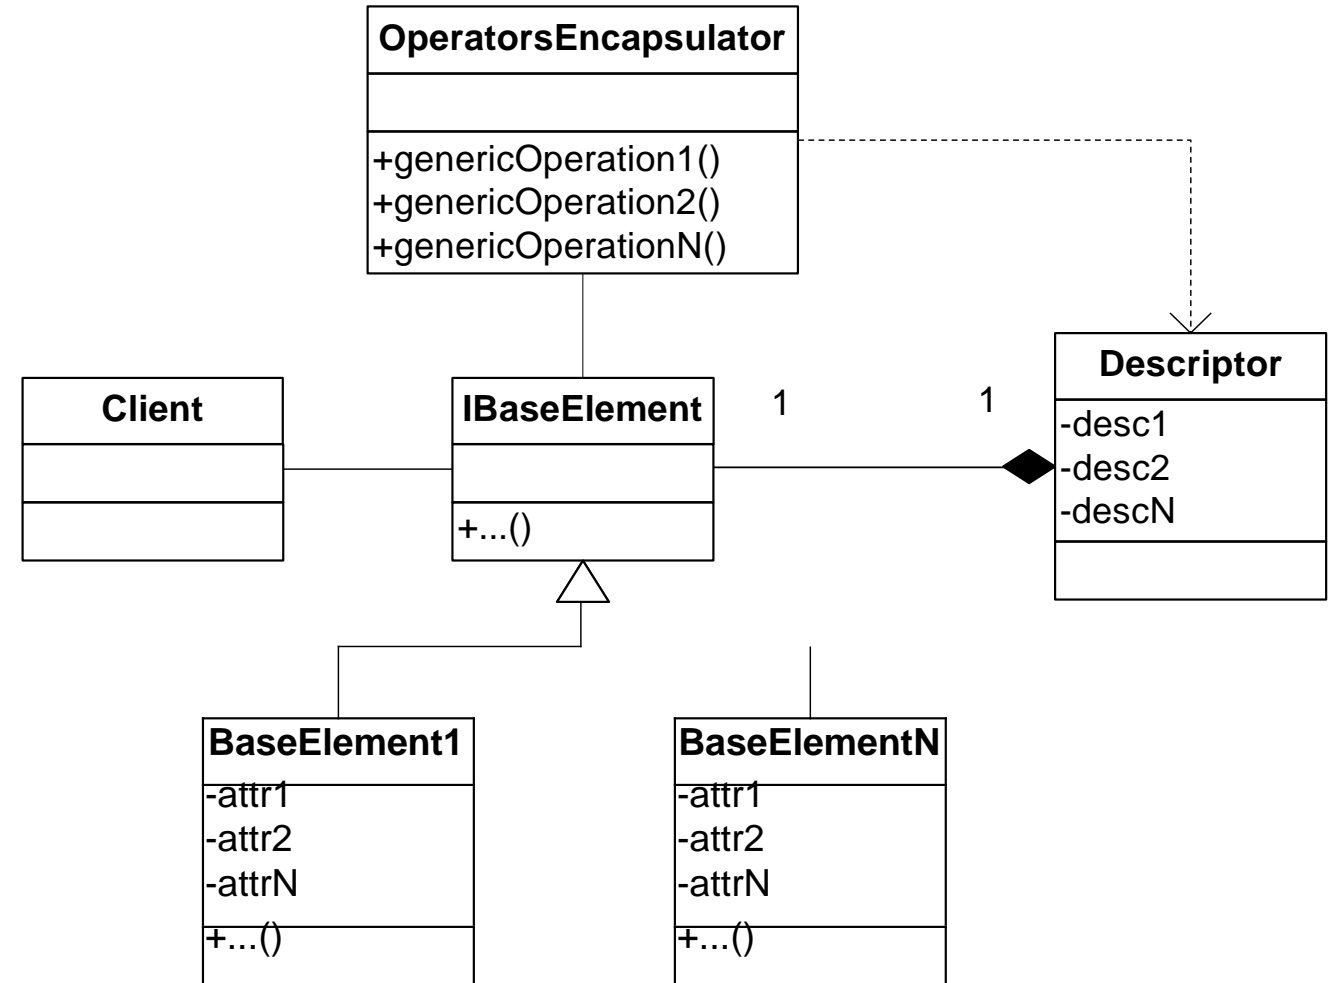 OperatorsEncapsulator
+genericOperation1()
+genericOperation2()
+genericOperationN()
Client
IBaseElement
+...()
1
1
Descriptor
-desc1
-desc2
-descN
BaseElement1
-attr1
-attr2
-attrN
+...()
BaseElementN
-attr1
-attr2
-attrN
+...()